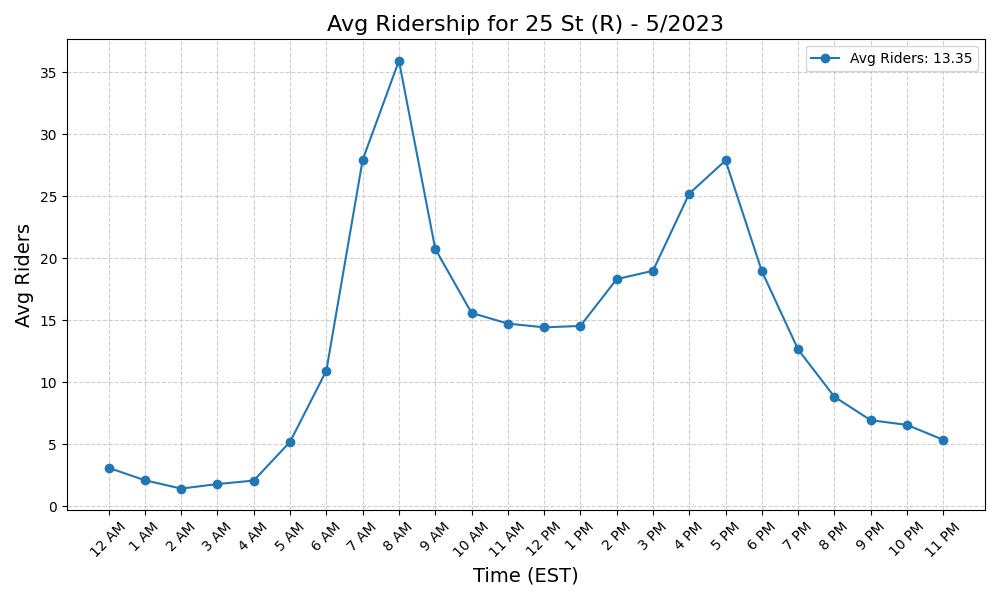 Avg Ridership for 25 St (R) - 5/2023
Avg Riders: 13.35
Avg Riders
35
30
25
20
15
10
5
0
12 AM
1 AM
2 AM
3 AM
4 AM
5 AM
6 AM
7 AM
8 AM
9 AM
10 AM
11 AM
12 PM
1 PM
2 PM
3 PM
4 PM
5 PM
6 PM
7 PM
8 PM
9 PM
10 PM
11 PM
Time (EST)